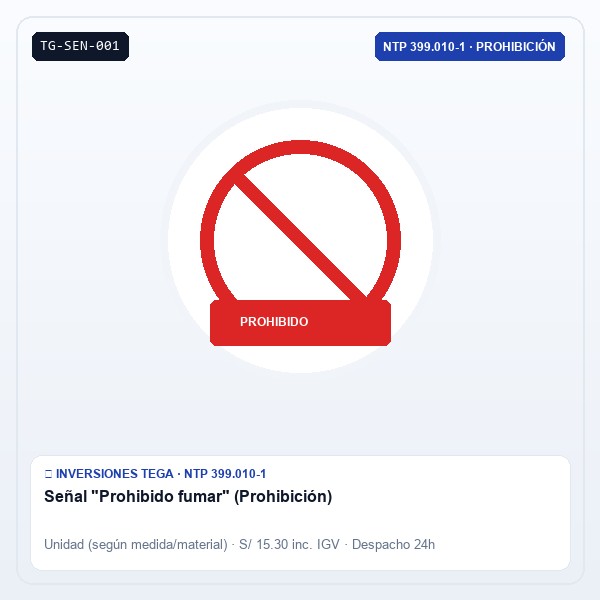 TG-SEN-001
NTP 399.010-1 · PROHIBICIÓN
PROHIBIDO
INVERSIONES TEGA · NTP 399.010-1
Señal "Prohibido fumar" (Prohibición)
Unidad (según medida/material) · S/ 15.30 inc. IGV · Despacho 24h